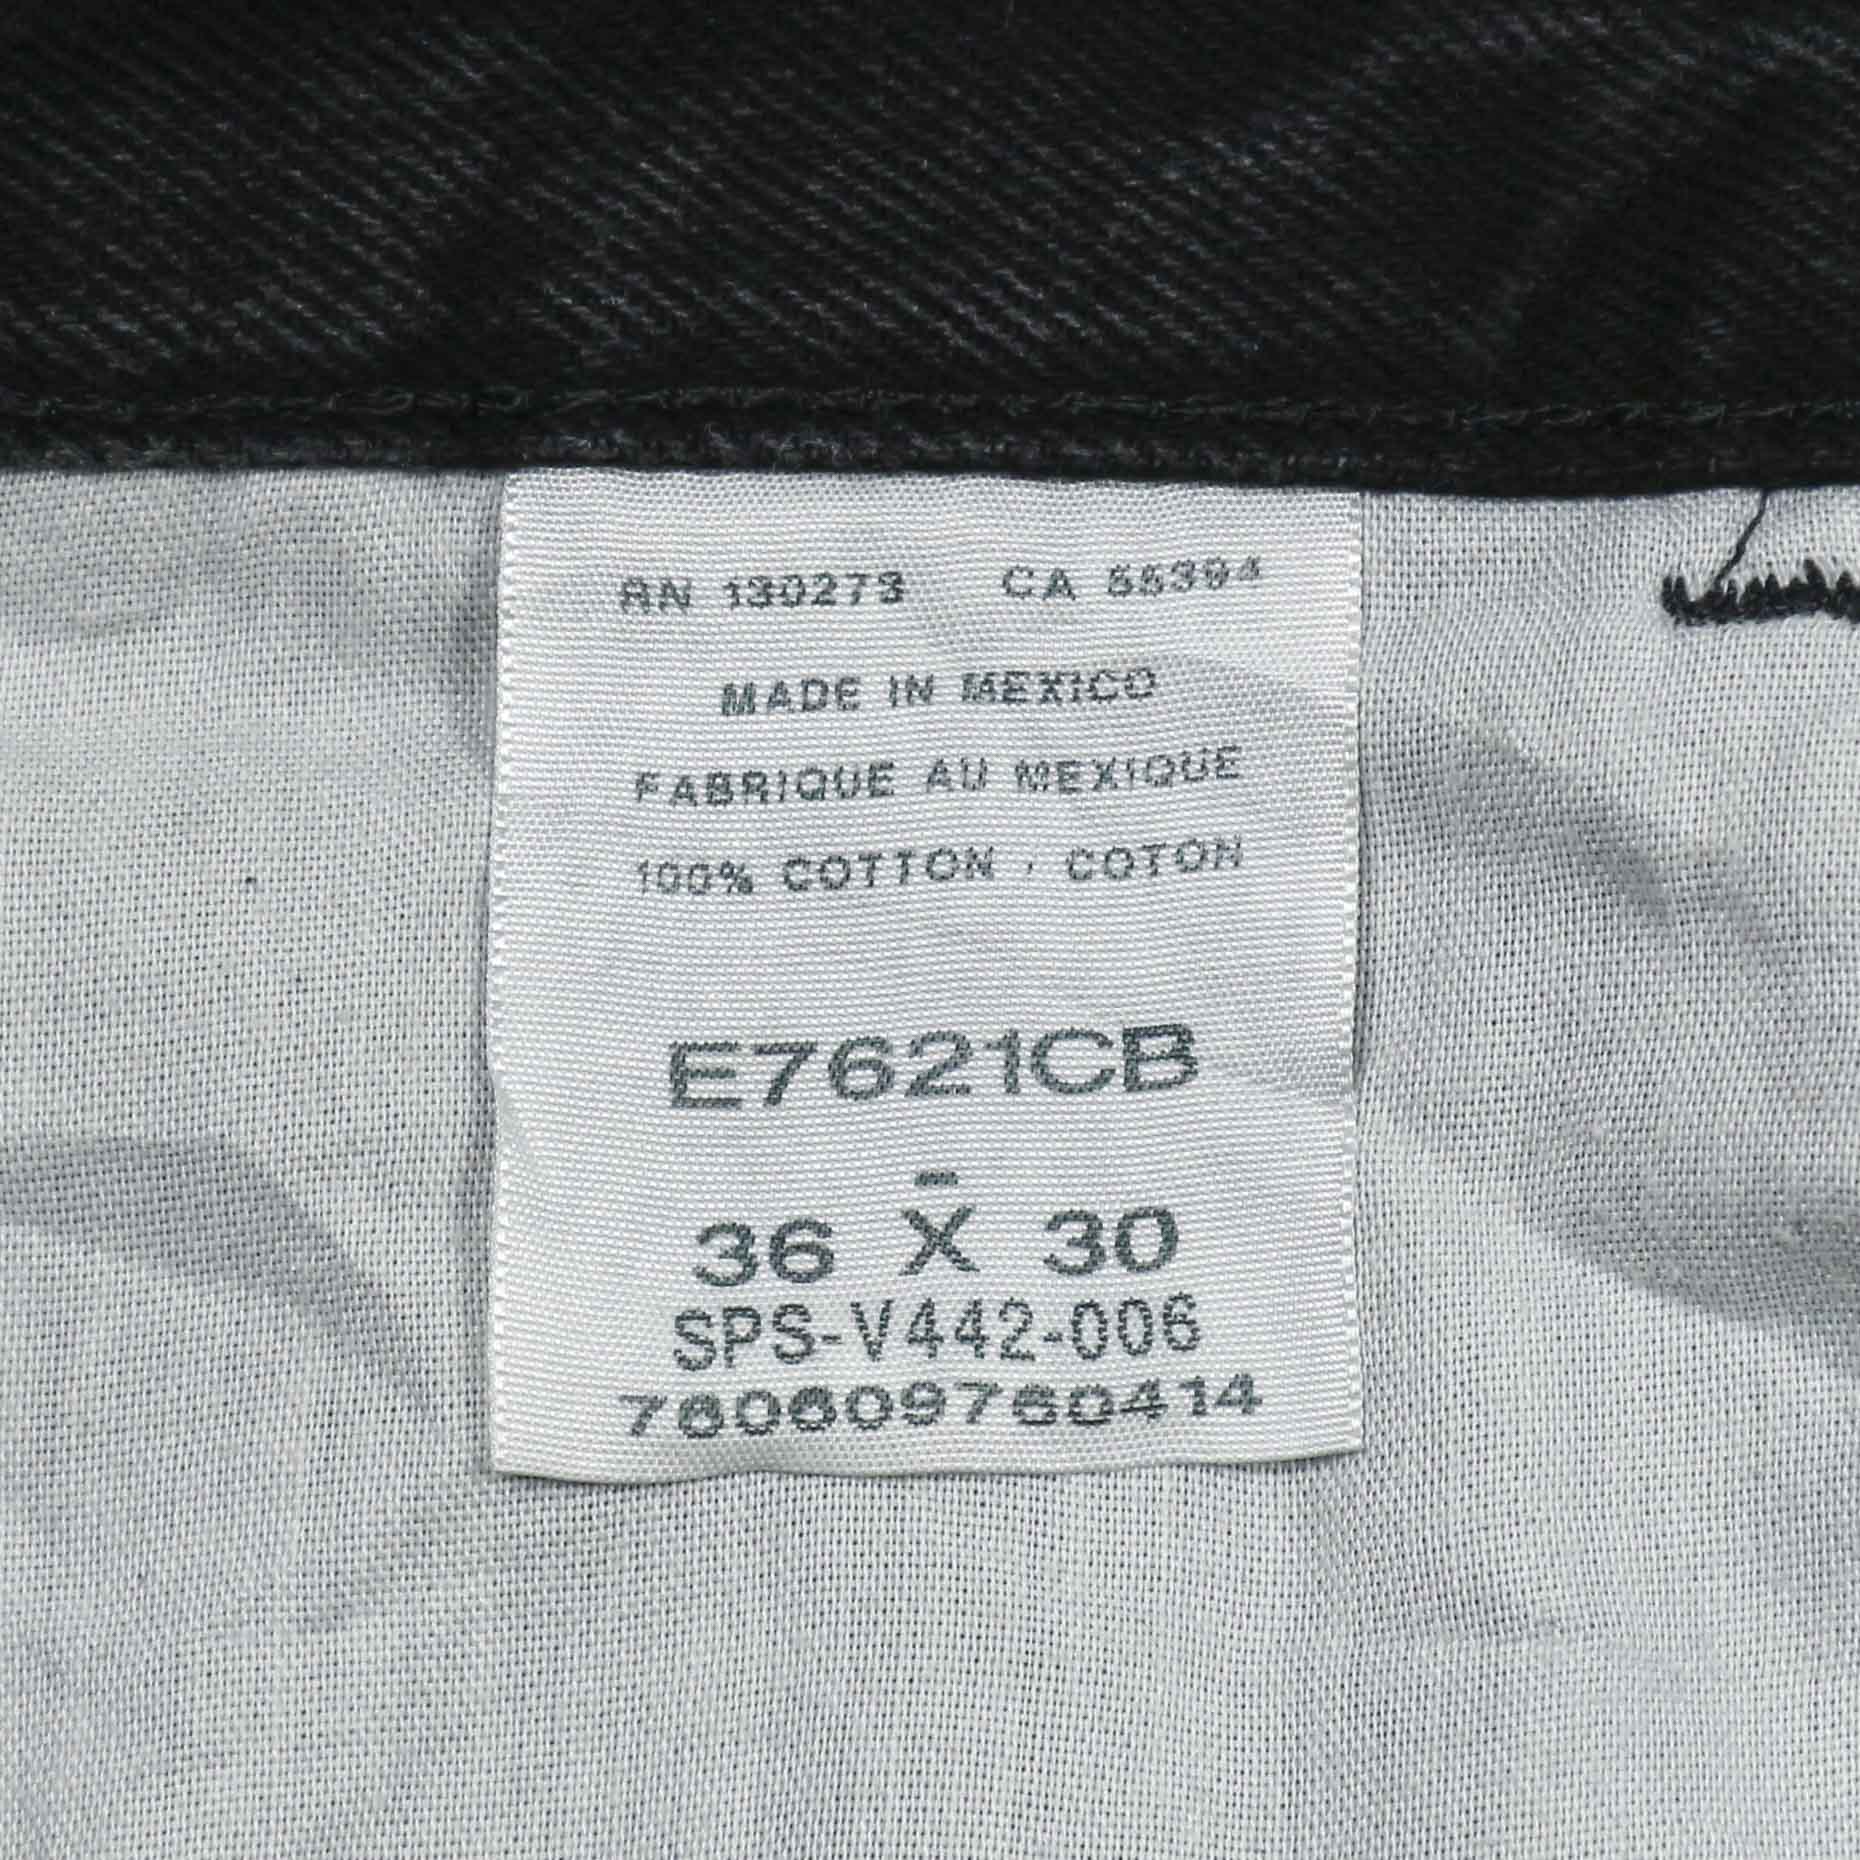 RN 130273 CA 55394
MADE IN MEXICO
FABRIQUE AU MEXIQUE
100% COTTON · COTON
E7621CB
-
36 X 30
SPS-V442-006
760609760414